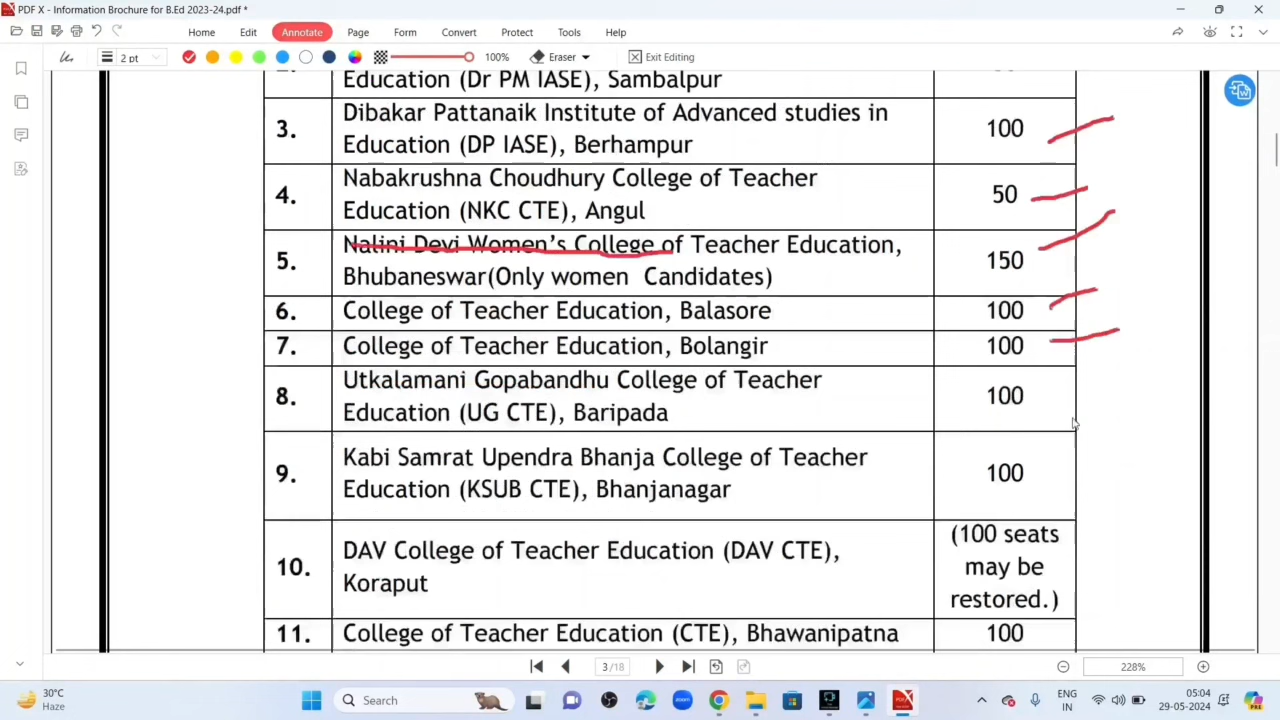 PDF X - Information Brochure for B.Ed 2023-24.pdf *
Home Edit Annotate Page Form Convert Protect Tools Help
2 pt 100% Eraser Exit Editing
Education (Dr PM IASE), Sambalpur
3. Dibakar Pattanaik Institute of Advanced studies in
Education (DP IASE), Berhampur 100
4. Nabakrushna Choudhury College of Teacher
Education (NKC CTE), Angul 50
5. Nalini Devi Women's College of Teacher Education,
Bhubaneswar(Only women Candidates) 150
6. College of Teacher Education, Balasore 100
7. College of Teacher Education, Bolangir 100
8. Utkalamani Gopabandhu College of Teacher
Education (UG CTE), Baripada 100
9. Kabi Samrat Upendra Bhanja College of Teacher
Education (KSUB CTE), Bhanjanagar 100
10. DAV College of Teacher Education (DAV CTE),
Koraput
(100 seats
may be
restored.)
11. College of Teacher Education (CTE), Bhawanipatna 100
3/18 228%
30°C
Haze
Search
ENG
IN
05:04
29-05-2024